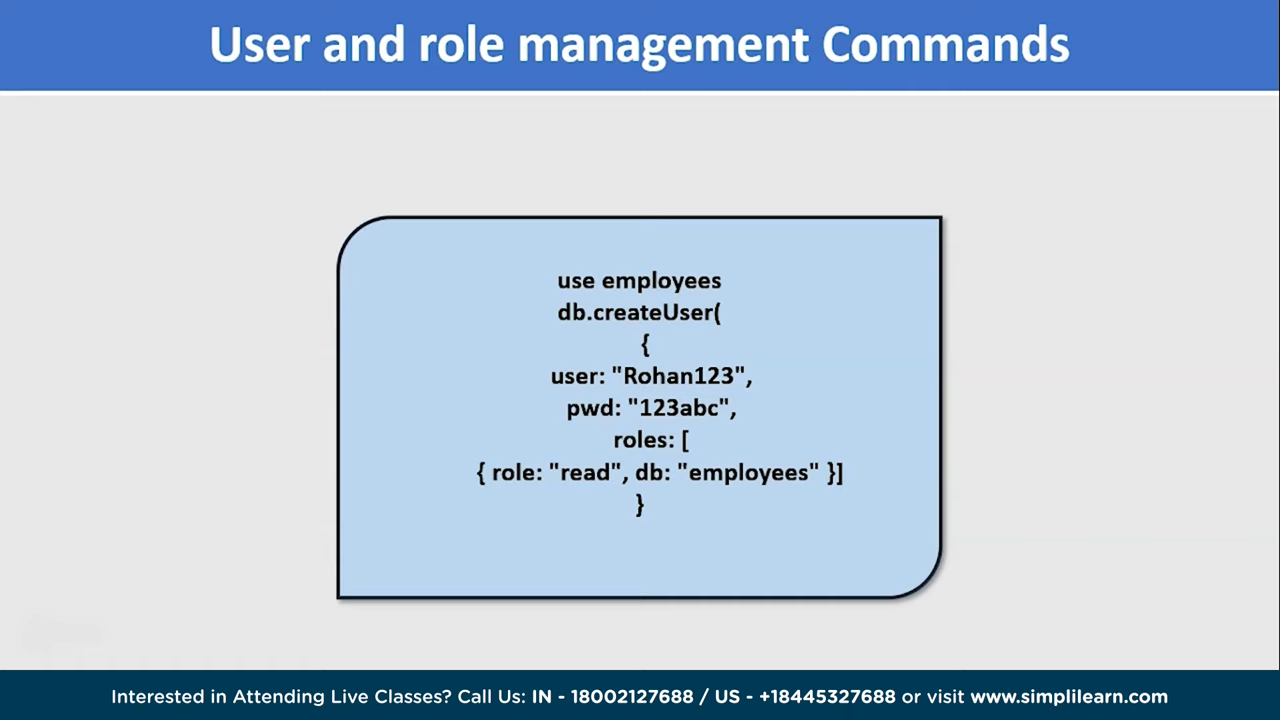 User and role management Commands
use employees
db.createUser(
{
user: "Rohan123",
pwd: "123abc",
roles: [
{ role: "read", db: "employees" }]
}
Interested in Attending Live Classes? Call Us: IN - 18002127688 / US - +18445327688 or visit www.simplilearn.com